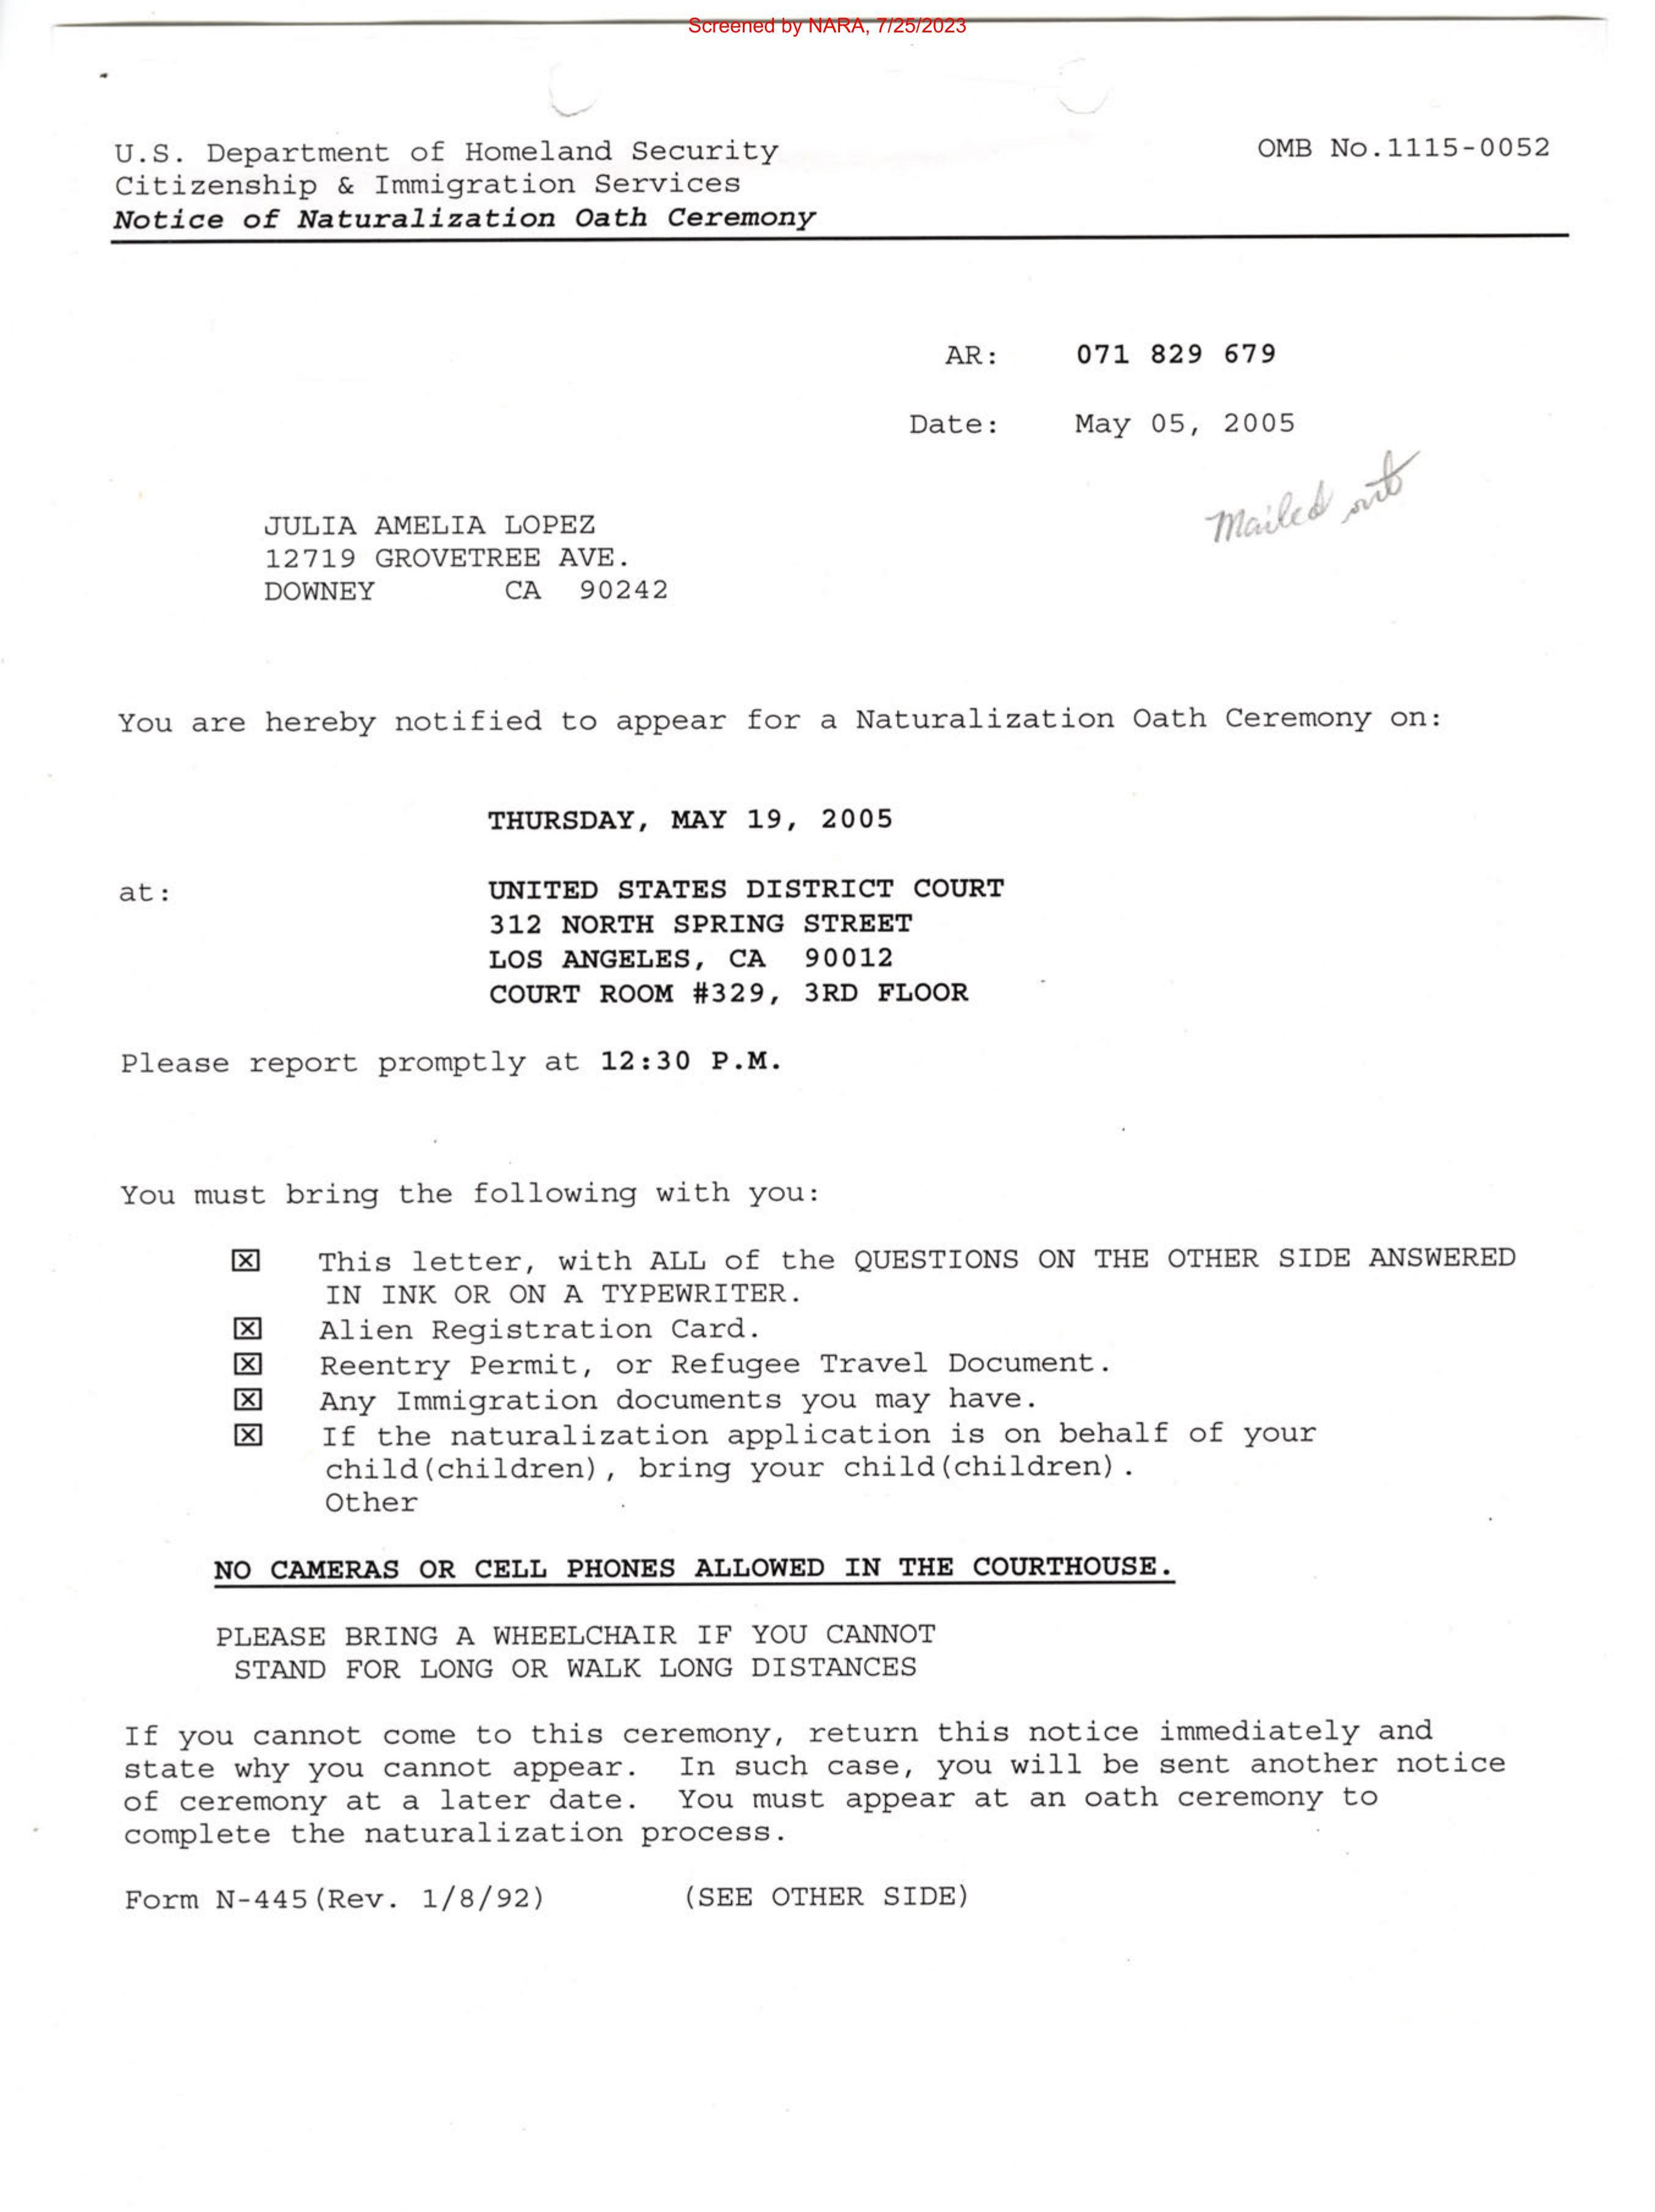 Screened by NARA, 7/25/2023
U.S. Department of Homeland Security
OMB No.1115-0052
Citizenship & Immigration Services
Notice of Naturalization Oath Ceremony
AR: 071 829 679
Date: May 05, 2005
Mailed out
JULIA AMELIA LOPEZ
12719 GROVETREE AVE.
DOWNEY CA 90242
You are hereby notified to appear for a Naturalization Oath Ceremony on:
THURSDAY, MAY 19, 2005
at: UNITED STATES DISTRICT COURT
312 NORTH SPRING STREET
LOS ANGELES, CA 90012
COURT ROOM #329, 3RD FLOOR
Please report promptly at 12:30 P.M.
You must bring the following with you:
☒ This letter, with ALL of the QUESTIONS ON THE OTHER SIDE ANSWERED
IN INK OR ON A TYPEWRITER.
☒ Alien Registration Card.
☒ Reentry Permit, or Refugee Travel Document.
☒ Any Immigration documents you may have.
☒ If the naturalization application is on behalf of your
child(children), bring your child(children).
Other
NO CAMERAS OR CELL PHONES ALLOWED IN THE COURTHOUSE.
PLEASE BRING A WHEELCHAIR IF YOU CANNOT
STAND FOR LONG OR WALK LONG DISTANCES
If you cannot come to this ceremony, return this notice immediately and
state why you cannot appear. In such case, you will be sent another notice
of ceremony at a later date. You must appear at an oath ceremony to
complete the naturalization process.
Form N-445(Rev. 1/8/92) (SEE OTHER SIDE)